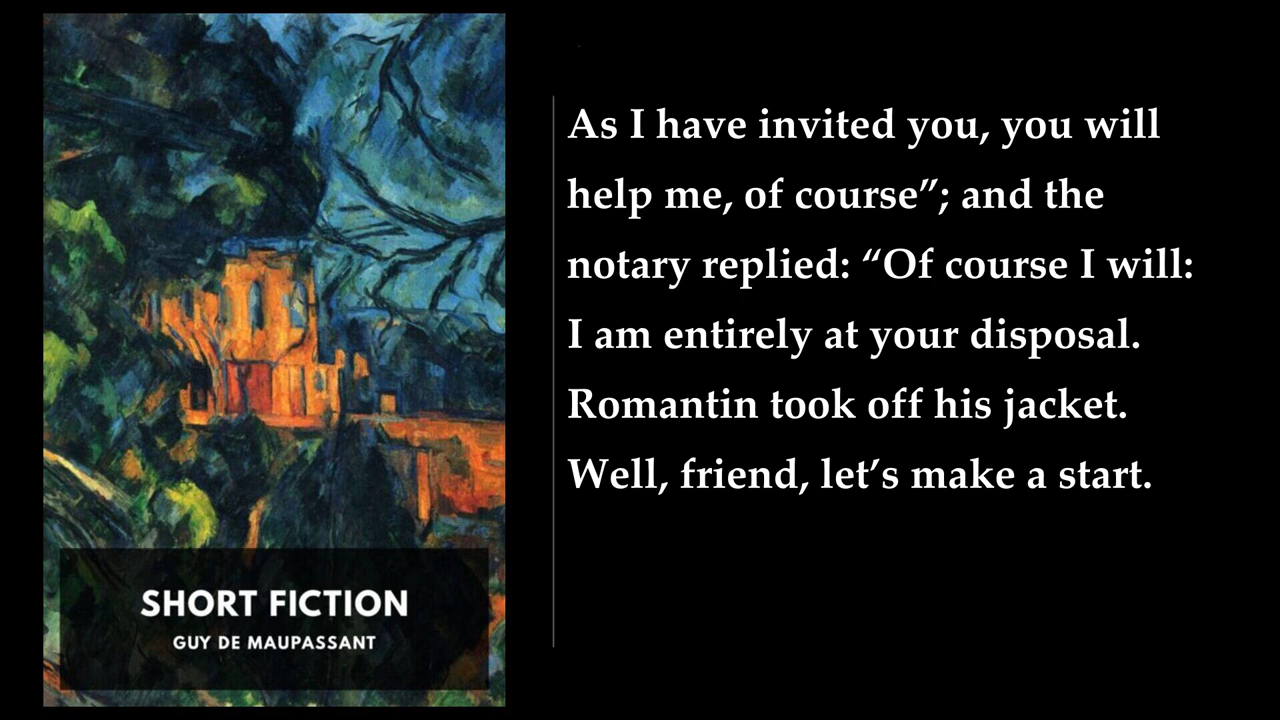 As I have invited you, you will
help me, of course”; and the
notary replied: “Of course I will:
I am entirely at your disposal.
Romantin took off his jacket.
Well, friend, let’s make a start.
SHORT FICTION
GUY DE MAUPASSANT